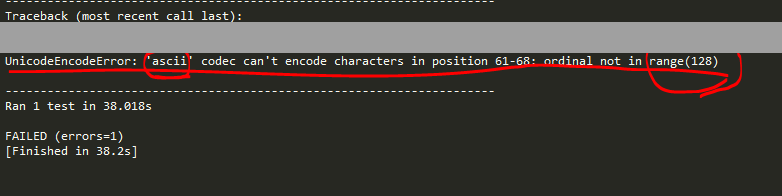 ----------------------------------------------------------------------
Traceback (most recent call last):
UnicodeEncodeError: 'ascii' codec can't encode characters in position 61-68: ordinal not in range(128)
----------------------------------------------------------------------
Ran 1 test in 38.018s
FAILED (errors=1)
[Finished in 38.2s]